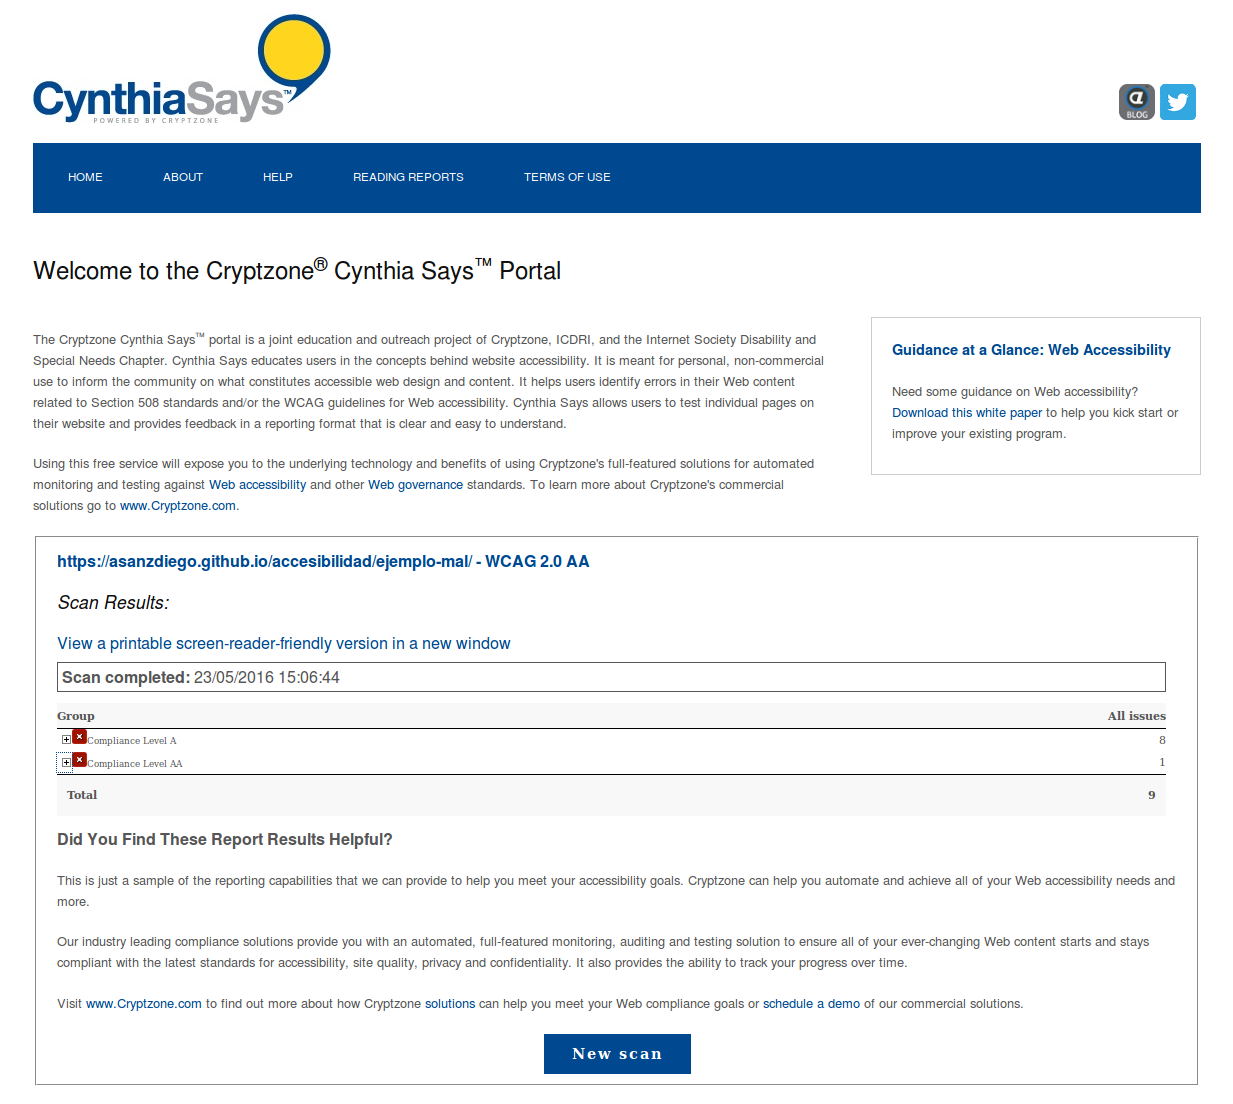 CynthiaSays™
POWERED BY CRYPTZONE
a
BLOG
HOME
ABOUT
HELP
READING REPORTS
TERMS OF USE
Welcome to the Cryptzone® Cynthia Says™ Portal
The Cryptzone Cynthia Says™ portal is a joint education and outreach project of Cryptzone, ICDRI, and the Internet Society Disability and
Special Needs Chapter. Cynthia Says educates users in the concepts behind website accessibility. It is meant for personal, non-commercial
use to inform the community on what constitutes accessible web design and content. It helps users identify errors in their Web content
related to Section 508 standards and/or the WCAG guidelines for Web accessibility. Cynthia Says allows users to test individual pages on
their website and provides feedback in a reporting format that is clear and easy to understand.
Using this free service will expose you to the underlying technology and benefits of using Cryptzone's full-featured solutions for automated
monitoring and testing against Web accessibility and other Web governance standards. To learn more about Cryptzone's commercial
solutions go to www.Cryptzone.com.
Guidance at a Glance: Web Accessibility
Need some guidance on Web accessibility?
Download this white paper to help you kick start or
improve your existing program.
https://asanzdiego.github.io/accesibilidad/ejemplo-mal/ - WCAG 2.0 AA
Scan Results:
View a printable screen-reader-friendly version in a new window
Scan completed: 23/05/2016 15:06:44
Group All issues
Compliance Level A 8
Compliance Level AA 1
Total 9
Did You Find These Report Results Helpful?
This is just a sample of the reporting capabilities that we can provide to help you meet your accessibility goals. Cryptzone can help you automate and achieve all of your Web accessibility needs and
more.
Our industry leading compliance solutions provide you with an automated, full-featured monitoring, auditing and testing solution to ensure all of your ever-changing Web content starts and stays
compliant with the latest standards for accessibility, site quality, privacy and confidentiality. It also provides the ability to track your progress over time.
Visit www.Cryptzone.com to find out more about how Cryptzone solutions can help you meet your Web compliance goals or schedule a demo of our commercial solutions.
New scan